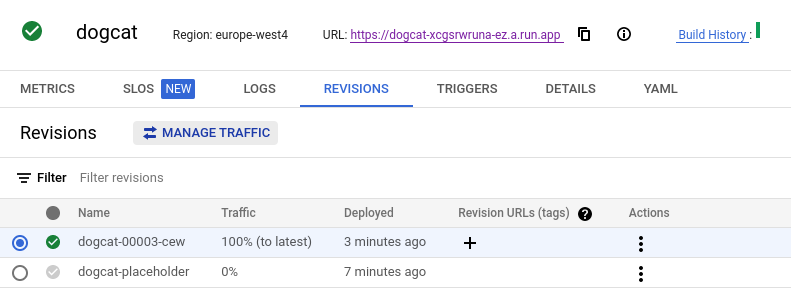 dogcat Region: europe-west4 URL: https://dogcat-xcgsrwruna-ez.a.run.app Build History :
METRICS SLOS NEW LOGS REVISIONS TRIGGERS DETAILS YAML
Revisions MANAGE TRAFFIC
Filter Filter revisions
Name Traffic Deployed Revision URLs (tags) Actions
dogcat-00003-cew 100% (to latest) 3 minutes ago
dogcat-placeholder 0% 7 minutes ago